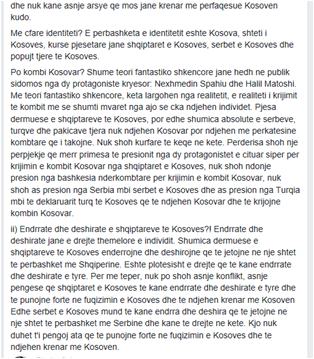 dhe nuk kane asnje arsye qe mos jane krenar me perfaqesue Kosoven
kudo.
Me cfare identiteti? E perbashketa e identitetit eshte Kosova, shteti i
Kosoves, kurse pjesetare jane shqiptaret e Kosoves, serbet e Kosoves dhe
popujt tjere te Kosoves.
Po kombi Kosovar? Shume teori fantastiko shkencore jane hedh ne publik
sidomos nga dy protagoniste kryesor: Nexhmedin Spahiu dhe Halil Matoshi.
Me teori fantastiko shkencore, keta largohen nga realitetit, e realiteti i krijimit
te kombit me se shumti mvaret nga ajo se cka ndjehen individet. Pjesa
dermuese e shqiptareve te Kosoves, por edhe shumica absolute e serbeve,
turqve dhe pakicave tjera nuk ndjehen Kosovar por ndjehen me perkatesine
kombtare qe i takojne. Nuk shoh kurfare te keqe ne kete. Perderisa shoh nje
perpjekje qe merr primesa te presionit nga dy protagonistet e cituar siper per
krijimin e kombit Kosovar nga shqiptaret e Kosoves, nuk shoh ndonje
presion nga bashkesia nderkombtare per krijimin e kombit Kosovar, nuk
shoh as presion nga Serbia mbi serbet e Kosoves dhe as presion nga Turqia
mbi te deklaruarit turq te Kosoves qe te ndjehen Kosovar dhe te krijojne
kombin Kosovar.
ii) Endrrate dhe deshirate e shqiptareve te Kosoves?! Endrrate dhe
deshirate jane e drejte themelore e individit. Shumica dermuese e
shqiptareve te Kosoves enderrojne dhe deshirojne qe te jetojne ne nje shtet
te perbashket me Shqiperine. Eshte plotesisht e drejte qe te kane endrrate
dhe deshirate e tyre. Per me teper, nuk po shoh asnje konflikt, asnje
pengese qe shqiptaret e Kosoves te kane endrrate dhe deshirate e tyre dhe
te punojne forte ne fuqizimin e Kosoves dhe te ndjehen krenar me Kosoven
Edhe serbet e Kosoves mund te kane endrra dhe deshira qe te jetojne ne
nje shtet te perbashket me Serbine dhe kane te drejte ne kete. Kjo nuk
duhet t'i pengoj ata qe te punojne forte ne fuqizimin e Kosoves dhe te
ndjehen krenar me Kosoven.